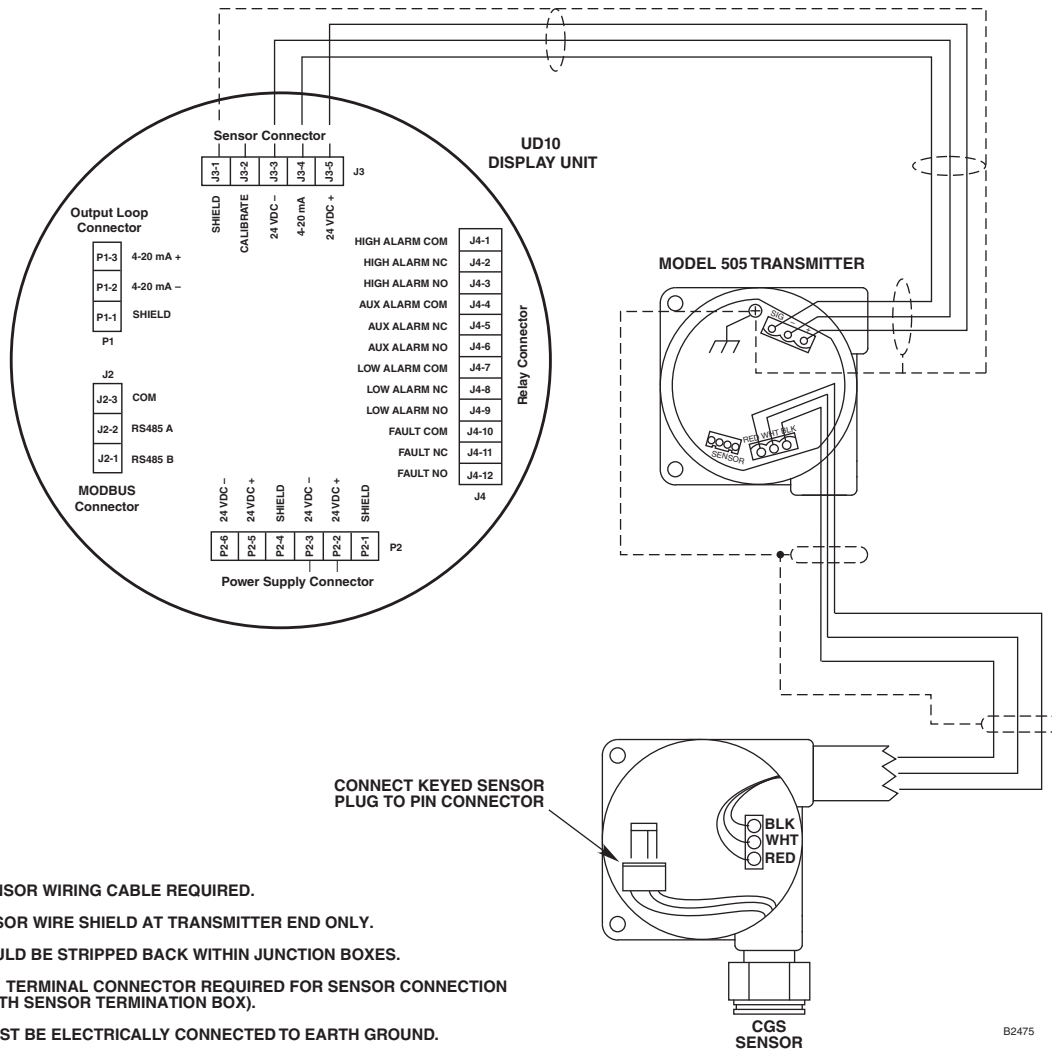 UD10
DISPLAY UNIT
Sensor Connector
J3-1
J3-2
J3-3
J3-4
J3-5
J3
SHIELD
CALIBRATE
24 VDC –
4-20 mA
24 VDC +
Output Loop
Connector
P1-3 4-20 mA +
P1-2 4-20 mA –
P1-1 SHIELD
P1
J2
J2-3 COM
J2-2 RS485 A
J2-1 RS485 B
MODBUS
Connector
HIGH ALARM COM J4-1
HIGH ALARM NC J4-2
HIGH ALARM NO J4-3
AUX ALARM COM J4-4
AUX ALARM NC J4-5
AUX ALARM NO J4-6
LOW ALARM COM J4-7
LOW ALARM NC J4-8
LOW ALARM NO J4-9
FAULT COM J4-10
FAULT NC J4-11
FAULT NO J4-12
J4
Relay Connector
24 VDC –
24 VDC +
SHIELD
24 VDC –
24 VDC +
SHIELD
P2-6
P2-5
P2-4
P2-3
P2-2
P2-1
P2
Power Supply Connector
MODEL 505 TRANSMITTER
SIG – +
RED WHT BLK
SENSOR
CONNECT KEYED SENSOR
PLUG TO PIN CONNECTOR
BLK
WHT
RED
CGS
SENSOR
SOR WIRING CABLE REQUIRED.
SOR WIRE SHIELD AT TRANSMITTER END ONLY.
ULD BE STRIPPED BACK WITHIN JUNCTION BOXES.
TERMINAL CONNECTOR REQUIRED FOR SENSOR CONNECTION
TH SENSOR TERMINATION BOX).
ST BE ELECTRICALLY CONNECTED TO EARTH GROUND.
B2475